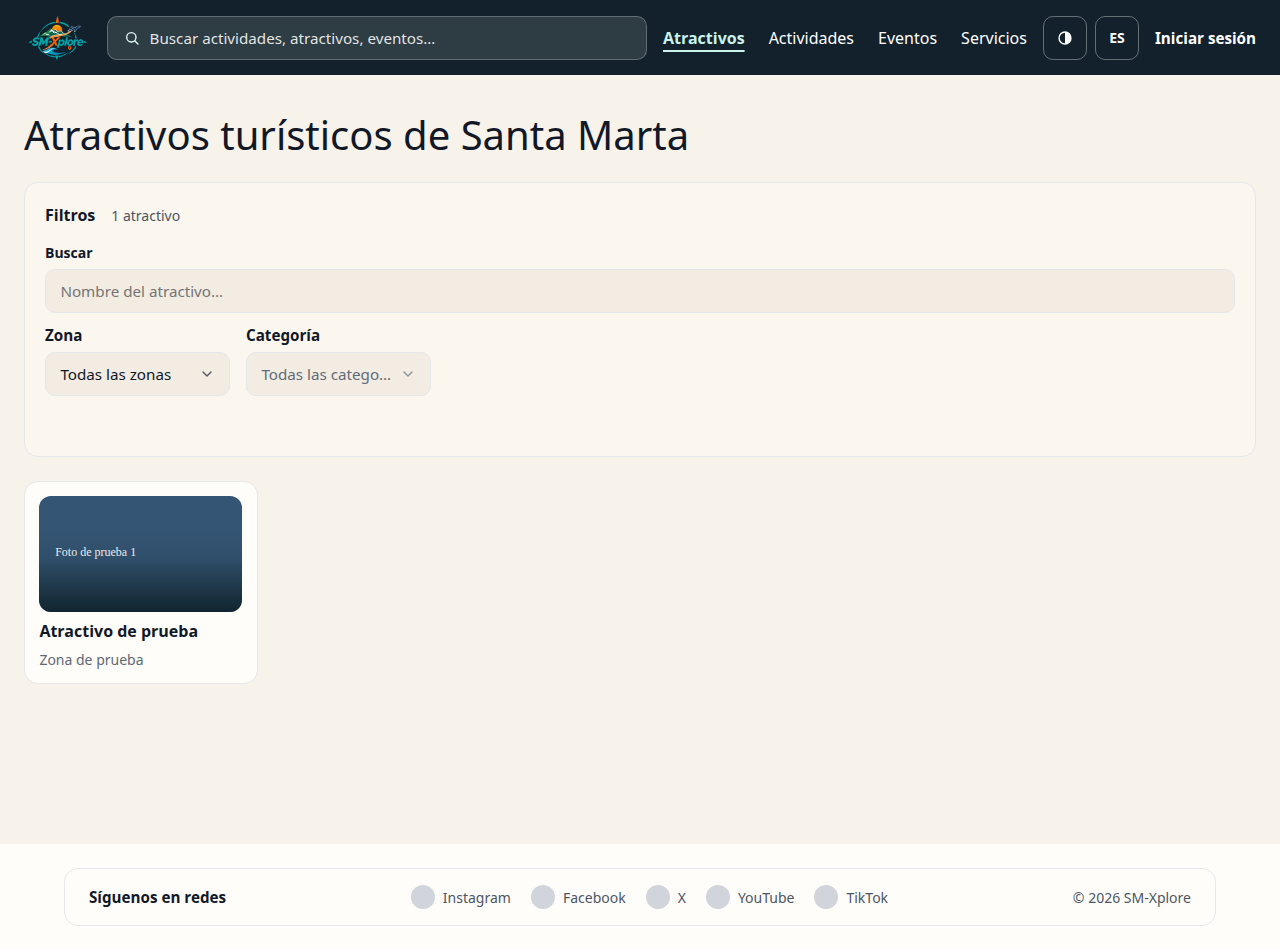 SM-Xplore
Buscar actividades, atractivos, eventos...
Atractivos
Actividades
Eventos
Servicios
ES
Iniciar sesión
Atractivos turísticos de Santa Marta
Filtros
1 atractivo
Buscar
Nombre del atractivo...
Zona
Categoría
Todas las zonas
Todas las catego...
Foto de prueba 1
Atractivo de prueba
Zona de prueba
Síguenos en redes
Instagram
Facebook
X
YouTube
TikTok
© 2026 SM-Xplore